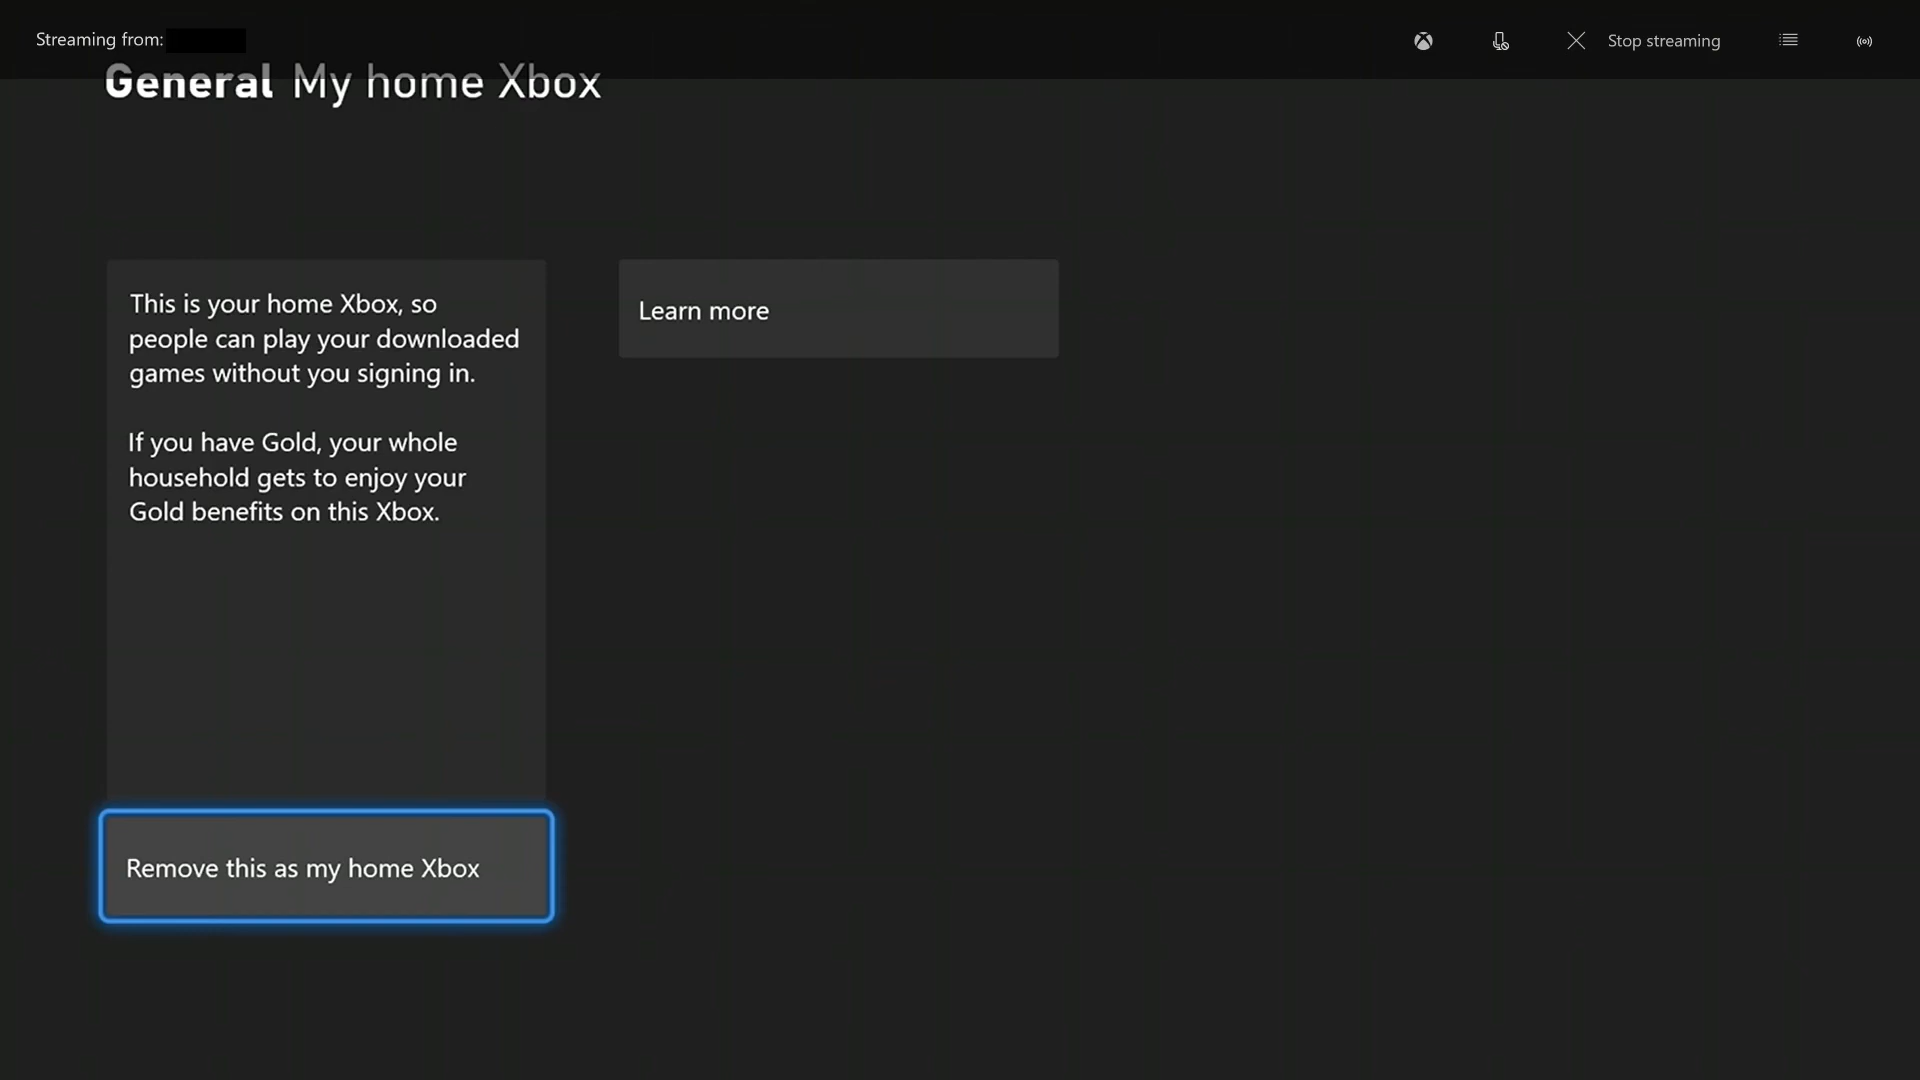 Streaming from:
Stop streaming
General My home Xbox
This is your home Xbox, so
people can play your downloaded
games without you signing in.
If you have Gold, your whole
household gets to enjoy your
Gold benefits on this Xbox.
Remove this as my home Xbox
Learn more